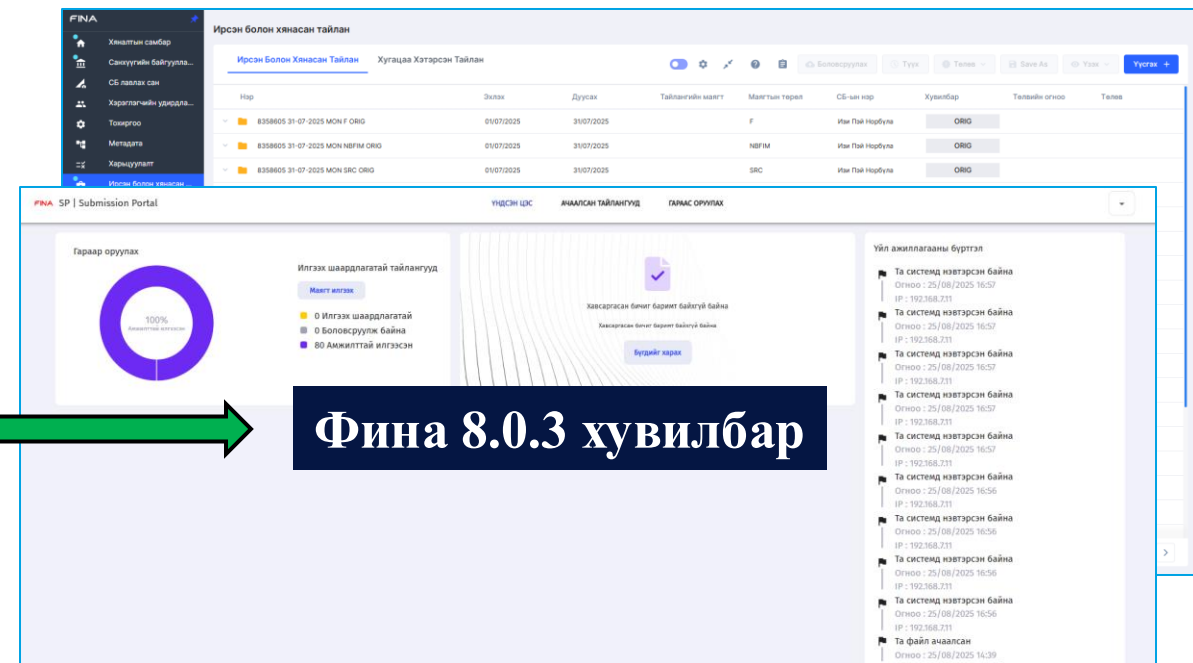 FINA
Хяналтын самбар
Санхүүгийн байгуулла...
СБ лавлах сан
Хэрэглэгчийн удирдла...
Тохиргоо
Метадата
Харьцуулалт
Ирсэн болон хянасан ...
Ирсэн болон хянасан тайлан
Ирсэн Болон Хянасан Тайлан Хугацаа Хэтэрсэн Тайлан
Боловсруулах Түүх Төлөв Save As Үзэх Үүсгэх +
Нэр Эхлэх Дуусах Тайлангийн маягт Маягтын төрөл СБ-ын нэр Хувилбар Төлвийн огноо Төлөв
8358605 31-07-2025 MON F ORIG 01/07/2025 31/07/2025 F Изи Пэй Норбула ORIG
8358605 31-07-2025 MON NBFIM ORIG 01/07/2025 31/07/2025 NBFIM Изи Пэй Норбула ORIG
8358605 31-07-2025 MON SRC ORIG 01/07/2025 31/07/2025 SRC Изи Пэй Норбула ORIG
FINA SP | Submission Portal
ҮНДСЭН ЦЭС АЧААЛСАН ТАЙЛАНГУУД ГАРААС ОРУУЛАХ
Гараар оруулах
100%
Амжилттай илгээсэн
Илгээх шаардлагатай тайлангууд
Маягт илгээх
0 Илгээх шаардлагатай
0 Боловсруулж байна
80 Амжилттай илгээсэн
Хавсаргасан бичиг баримт байхгүй байна
Хавсаргасан бичиг баримт байхгүй байна
Бүгдийг харах
Фина 8.0.3 хувилбар
Үйл ажиллагааны бүртгэл
Та системд нэвтэрсэн байна
Огноо : 25/08/2025 16:57
IP : 192.168.7.11
Та системд нэвтэрсэн байна
Огноо : 25/08/2025 16:57
IP : 192.168.7.11
Та системд нэвтэрсэн байна
Огноо : 25/08/2025 16:57
IP : 192.168.7.11
Та системд нэвтэрсэн байна
Огноо : 25/08/2025 16:57
IP : 192.168.7.11
Та системд нэвтэрсэн байна
Огноо : 25/08/2025 16:57
IP : 192.168.7.11
Та системд нэвтэрсэн байна
Огноо : 25/08/2025 16:56
IP : 192.168.7.11
Та системд нэвтэрсэн байна
Огноо : 25/08/2025 16:56
IP : 192.168.7.11
Та системд нэвтэрсэн байна
Огноо : 25/08/2025 16:56
IP : 192.168.7.11
Та системд нэвтэрсэн байна
Огноо : 25/08/2025 16:56
IP : 192.168.7.11
Та файл ачаалсан
Огноо : 25/08/2025 14:39